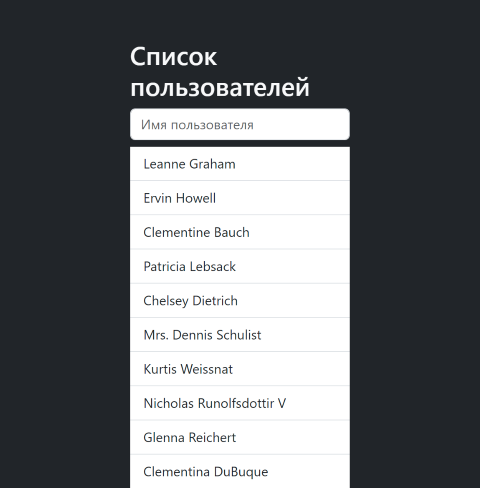 Список
пользователей
Имя пользователя
Leanne Graham
Ervin Howell
Clementine Bauch
Patricia Lebsack
Chelsey Dietrich
Mrs. Dennis Schulist
Kurtis Weissnat
Nicholas Runolfsdottir V
Glenna Reichert
Clementina DuBuque